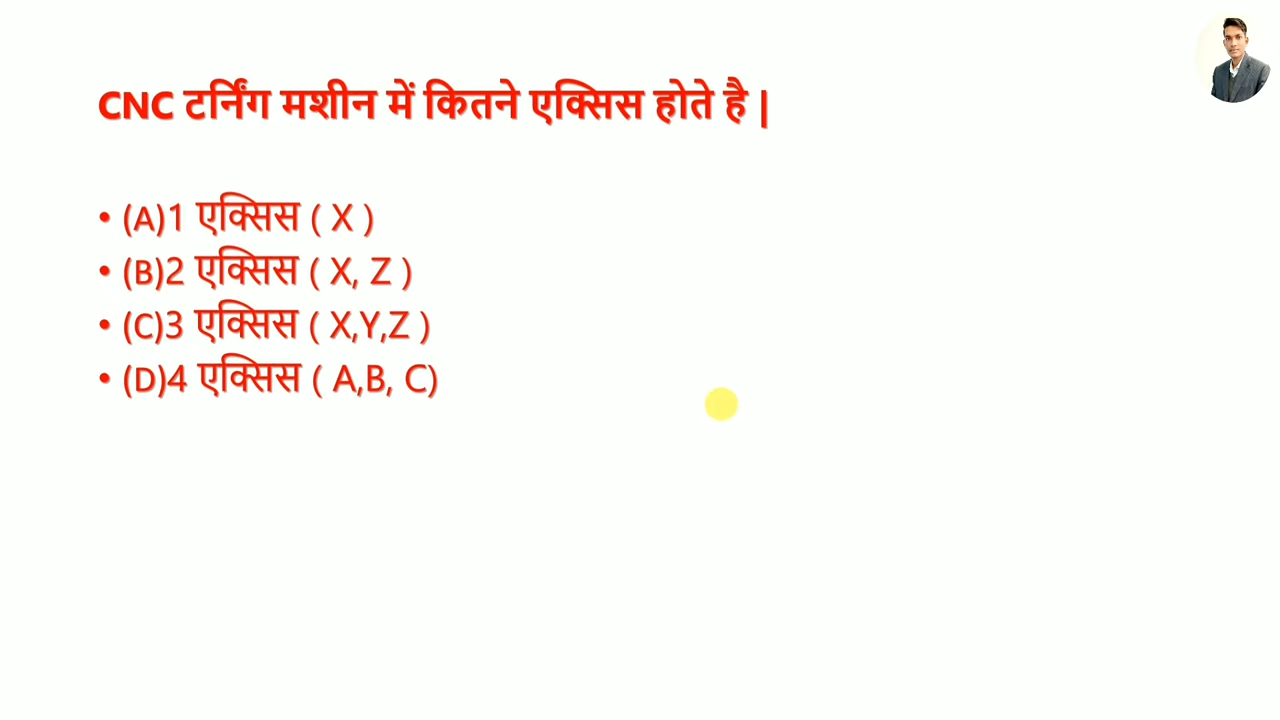 CNC टर्निंग मशीन में कितने एक्सिस होते है |
• (A)1 एक्सिस ( X )
• (B)2 एक्सिस ( X, Z )
• (C)3 एक्सिस ( X,Y,Z )
• (D)4 एक्सिस ( A,B, C)